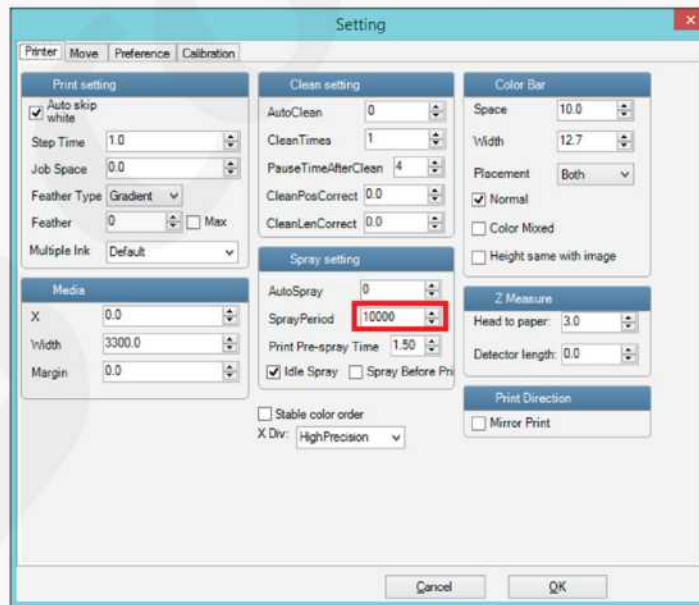 Setting
Printer Move Preference Calibration
Print setting
Auto skip
white
Step Time 1.0
Job Space 0.0
Feather Type Gradient
Feather 0 Max
Multiple Ink Default
Media
X 0.0
Width 3300.0
Margin 0.0
Clean setting
AutoClean 0
CleanTimes 1
PauseTimeAfterClean 4
CleanPosCorrect 0.0
CleanLenCorrect 0.0
Spray setting
AutoSpray 0
SprayPeriod 10000
Print Pre-spray Time 1.50
Idle Spray Spray Before Pri
Stable color order
X Div: HighPrecision
Color Bar
Space 10.0
Width 12.7
Placement Both
Normal
Color Mixed
Height same with image
Z Measure
Head to paper: 3.0
Detector length: 0.0
Print Direction
Mirror Print
Cancel OK